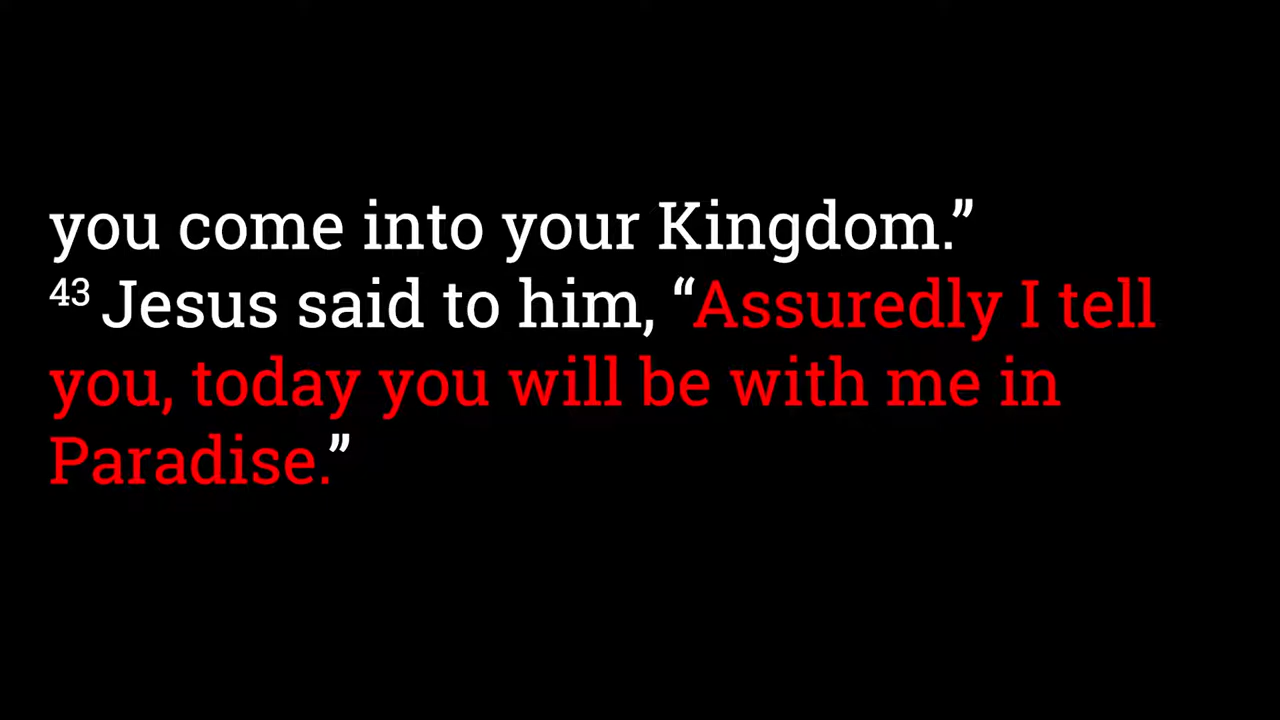 you come into your Kingdom.”
43 Jesus said to him, “Assuredly I tell
you, today you will be with me in
Paradise.”